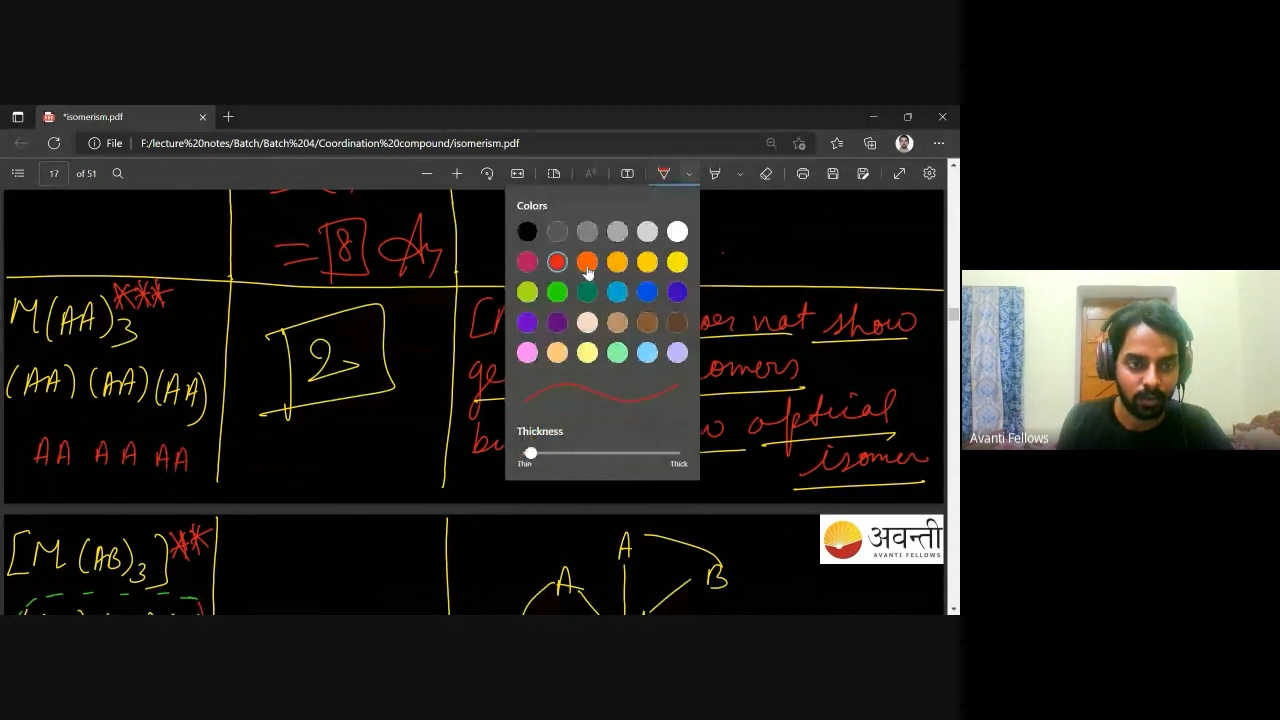 *isomerism.pdf
File F:/lecture%20notes/Batch/Batch%204/Coordination%20compound/isomerism.pdf
17 of 51
Colors
= 8
M(AA)3***
2
does not show
(AA) (AA) (AA)
optical
AA AA AA
isomer
Thickness
Thin Thick
Avanti Fellows
[M(AB)3]**
A
A
B
अवन्ती
AVANTI FELLOWS